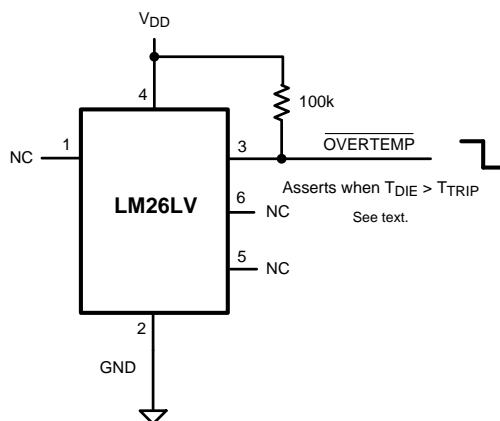 VDD
4
100k
1
NC
3
OVERTEMP
Asserts when TDIE > TTRIP
LM26LV
6
NC
See text.
5
NC
2
GND